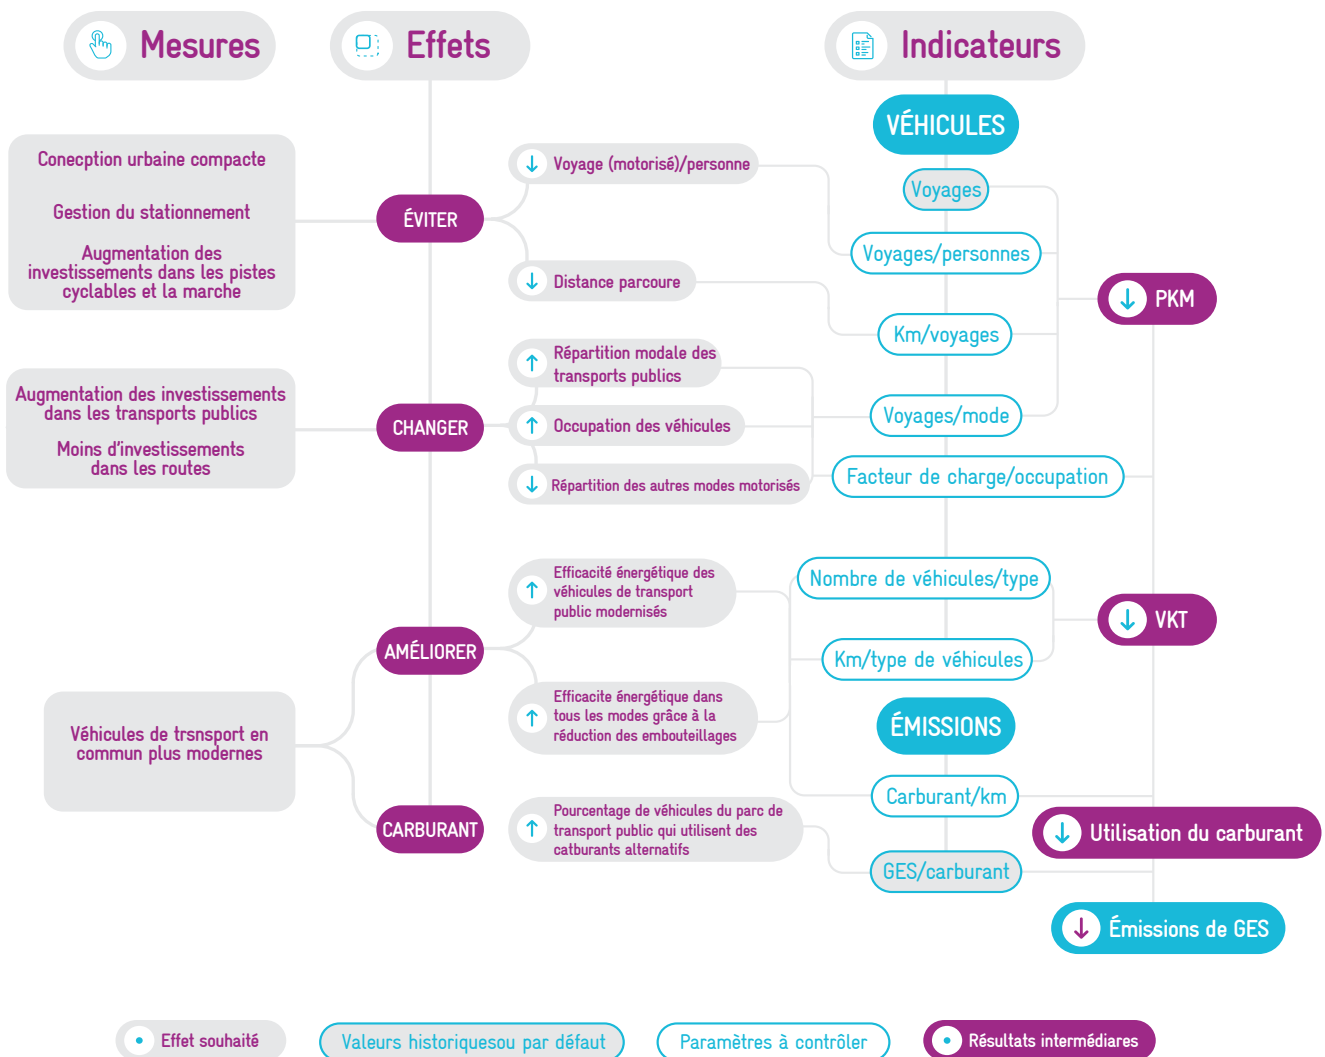 Mesures
Effets
Indicateurs
VÉHICULES
Conecption urbaine compacte
Gestion du stationnement
Augmentation des
investissements dans les pistes
cyclables et la marche
ÉVITER
Voyage (motorisé)/personne
Distance parcoure
Voyages
Voyages/personnes
Km/voyages
PKM
Augmentation des investissements
dans les transports publics
Moins d'investissements
dans les routes
CHANGER
Répartition modale des
transports publics
Occupation des véhicules
Répartition des autres modes motorisés
Voyages/mode
Facteur de charge/occupation
Véhicules de trsnsport en
commun plus modernes
AMÉLIORER
Efficacité énergétique des
véhicules de transport
public modernisés
Efficacite énergétique dans
tous les modes grâce à la
réduction des embouteillages
Nombre de véhicules/type
Km/type de véhicules
VKT
ÉMISSIONS
CARBURANT
Pourcentage de véhicules du parc de
transport public qui utilisent des
catburants alternatifs
Carburant/km
GES/carburant
Utilisation du carburant
Émissions de GES
Effet souhaité
Valeurs historiquesou par défaut
Paramètres à contrôler
Résultats intermédiares